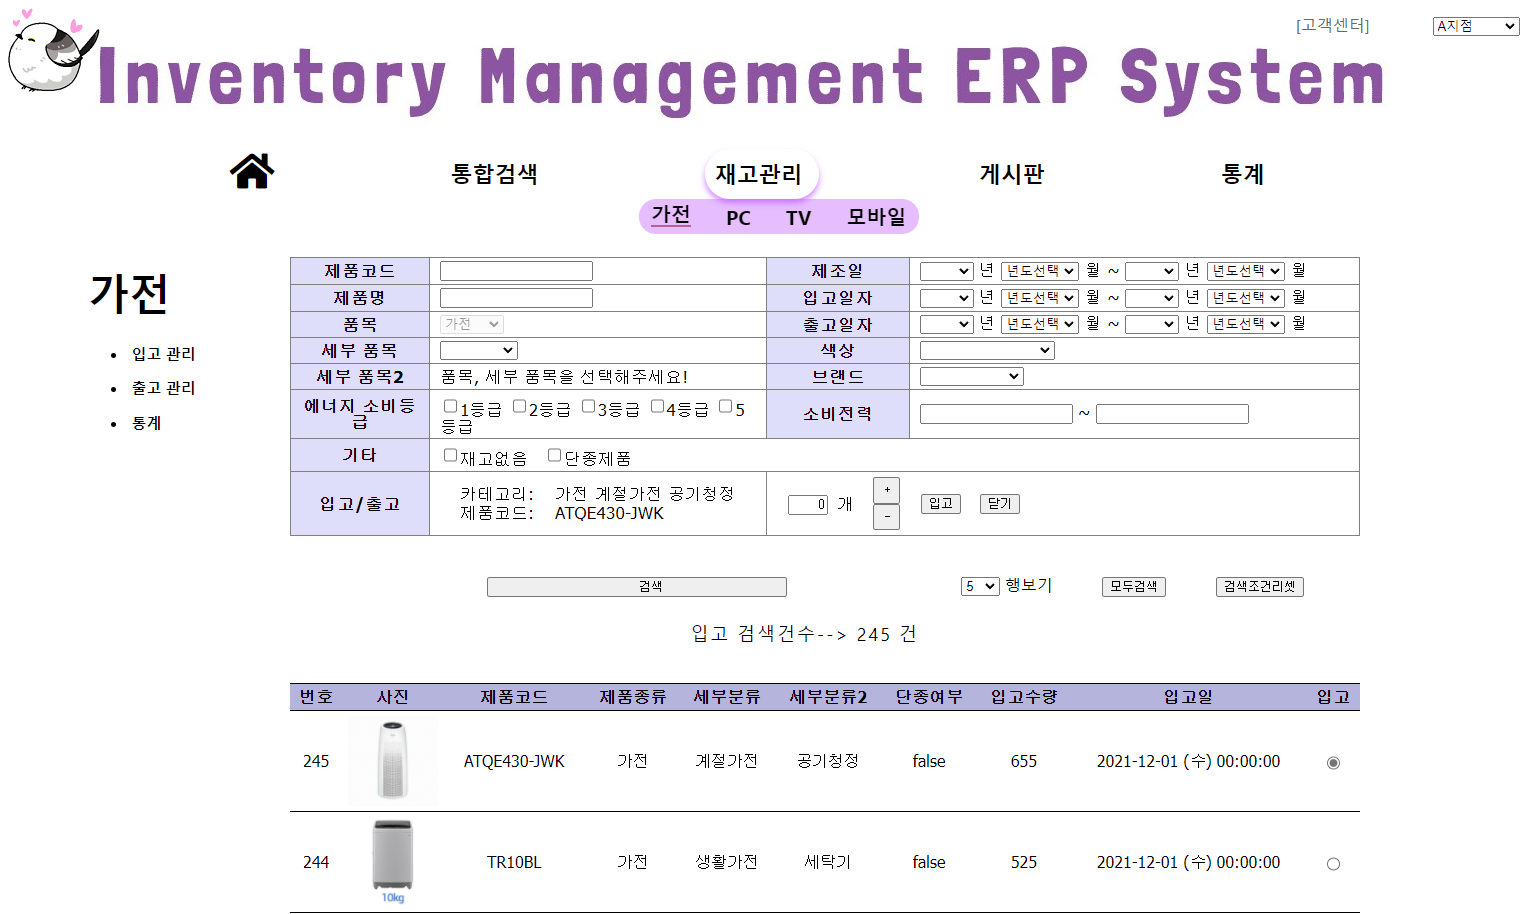 [고객센터] A지점
Inventory Management ERP System
통합검색 재고관리 게시판 통계
가전 PC TV 모바일
가전
입고 관리
출고 관리
통계
제품코드 제조일 년 년도선택 월 ~ 년 년도선택 월
제품명 입고일자 년 년도선택 월 ~ 년 년도선택 월
품목 가전 출고일자 년 년도선택 월 ~ 년 년도선택 월
세부 품목 색상
세부 품목2 품목, 세부 품목을 선택해주세요! 브랜드
에너지 소비등급 1등급 2등급 3등급 4등급 5등급 소비전력 ~
기타 재고없음 단종제품
입고/출고 카테고리: 가전 계절가전 공기청정 0 개 + - 입고 닫기
제품코드: ATQE430-JWK
검색 5 행보기 모두검색 검색조건리셋
입고 검색건수--> 245 건
번호 사진 제품코드 제품종류 세부분류 세부분류2 단종여부 입고수량 입고일 입고
245 ATQE430-JWK 가전 계절가전 공기청정 false 655 2021-12-01 (수) 00:00:00
244 TR10BL 가전 생활가전 세탁기 false 525 2021-12-01 (수) 00:00:00
10kg